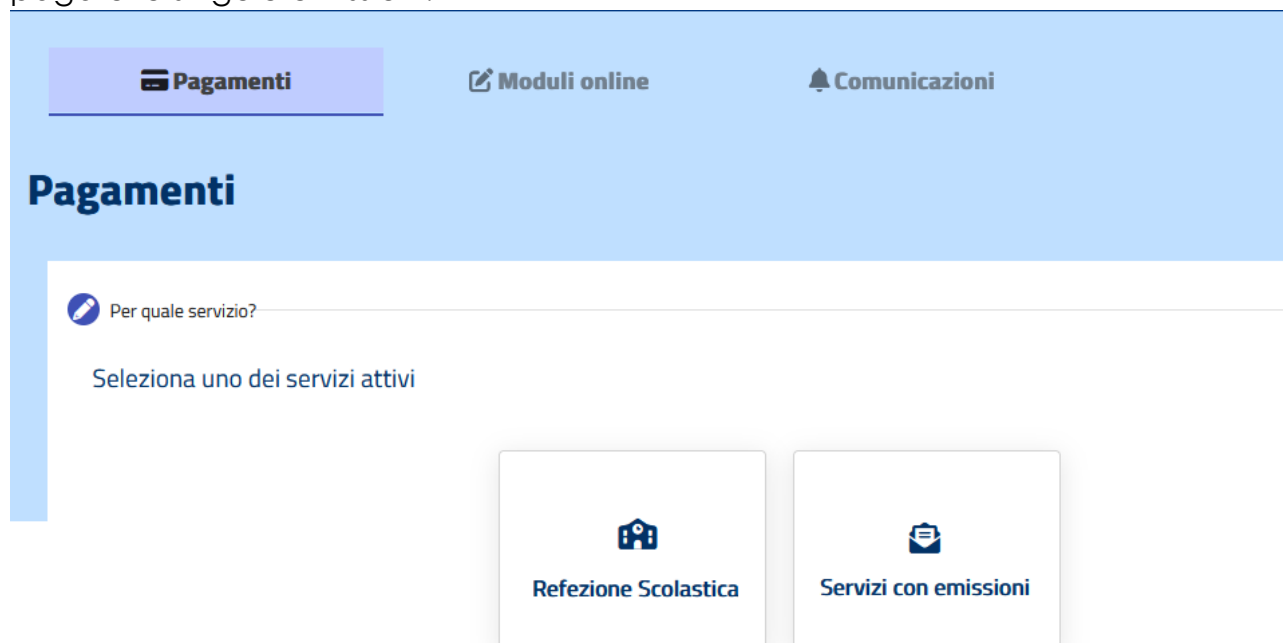 Pagamenti
Moduli online
Comunicazioni
Pagamenti
Per quale servizio?
Seleziona uno dei servizi attivi
Refezione Scolastica
Servizi con emissioni